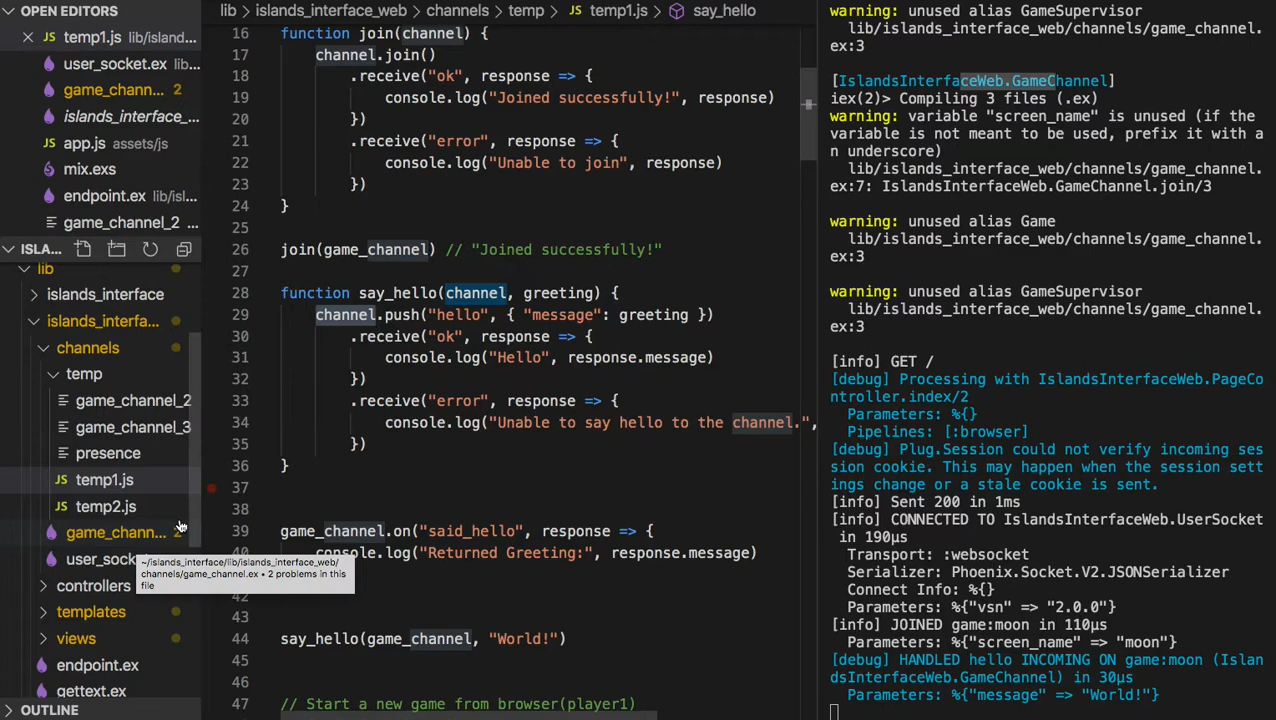 OPEN EDITORS
temp1.js lib/island...
user_socket.ex lib...
game_chann... 2
islands_interface_...
app.js assets/js
mix.exs
endpoint.ex lib/isl...
game_channel_2 ...
ISLA...
lib
islands_interface
islands_interfa...
channels
temp
game_channel_2
game_channel_3
presence
temp1.js
temp2.js
game_chann... 2
user_sock
~/islands_interface/lib/islands_interface_web/
channels/game_channel.ex • 2 problems in this
file
controllers
templates
views
endpoint.ex
gettext.ex
OUTLINE
lib > islands_interface_web > channels > temp > JS temp1.js > say_hello
16 function join(channel) {
17 channel.join()
18 .receive("ok", response => {
19 console.log("Joined successfully!", response)
20 })
21 .receive("error", response => {
22 console.log("Unable to join", response)
23 })
24 }
25
26 join(game_channel) // "Joined successfully!"
27
28 function say_hello(channel, greeting) {
29 channel.push("hello", { "message": greeting })
30 .receive("ok", response => {
31 console.log("Hello", response.message)
32 })
33 .receive("error", response => {
34 console.log("Unable to say hello to the channel.",
35 })
36 }
37
38
39 game_channel.on("said_hello", response => {
40 console.log("Returned Greeting:", response.message)
42
43
44 say_hello(game_channel, "World!")
45
46
47 // Start a new game from browser(player1)
warning: unused alias GameSupervisor
lib/islands_interface_web/channels/game_channel.
ex:3
[IslandsInterfaceWeb.GameChannel]
iex(2)> Compiling 3 files (.ex)
warning: variable "screen_name" is unused (if the
variable is not meant to be used, prefix it with a
n underscore)
lib/islands_interface_web/channels/game_channel.
ex:7: IslandsInterfaceWeb.GameChannel.join/3
warning: unused alias Game
lib/islands_interface_web/channels/game_channel.
ex:3
warning: unused alias GameSupervisor
lib/islands_interface_web/channels/game_channel.
ex:3
[info] GET /
[debug] Processing with IslandsInterfaceWeb.PageCo
ntroller.index/2
Parameters: %{}
Pipelines: [:browser]
[debug] Plug.Session could not verify incoming ses
sion cookie. This may happen when the session sett
ings change or a stale cookie is sent.
[info] Sent 200 in 1ms
[info] CONNECTED TO IslandsInterfaceWeb.UserSocket
in 190µs
Transport: :websocket
Serializer: Phoenix.Socket.V2.JSONSerializer
Connect Info: %{}
Parameters: %{"vsn" => "2.0.0"}
[info] JOINED game:moon in 110µs
Parameters: %{"screen_name" => "moon"}
[debug] HANDLED hello INCOMING ON game:moon (Islan
dsInterfaceWeb.GameChannel) in 30µs
Parameters: %{"message" => "World!"}